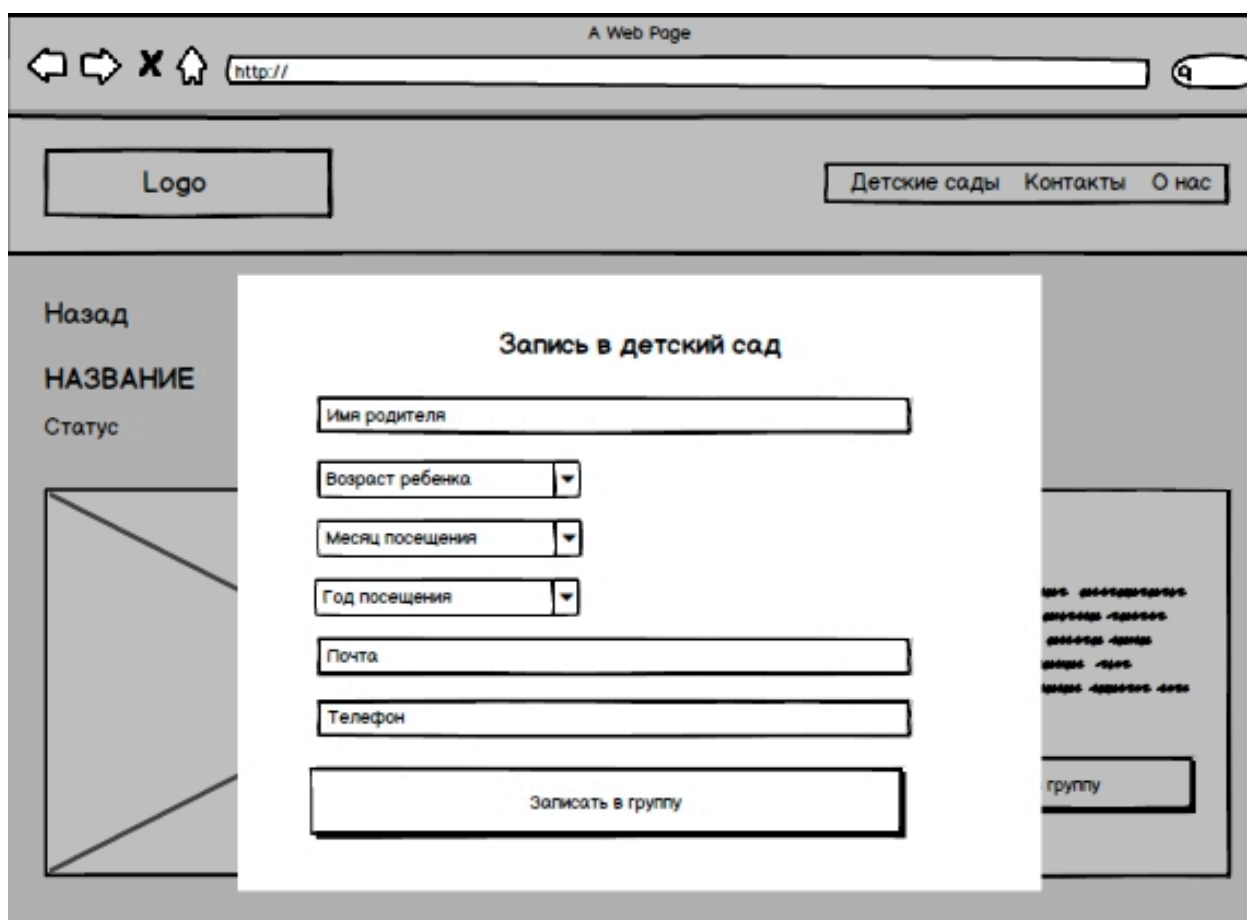 A Web Page
http://
Logo
Детские сады Контакты О нас
Назад
НАЗВАНИЕ
Статус
Запись в детский сад
Имя родителя
Возраст ребенка
Месяц посещения
Год посещения
Почта
Телефон
Записать в группу
группу